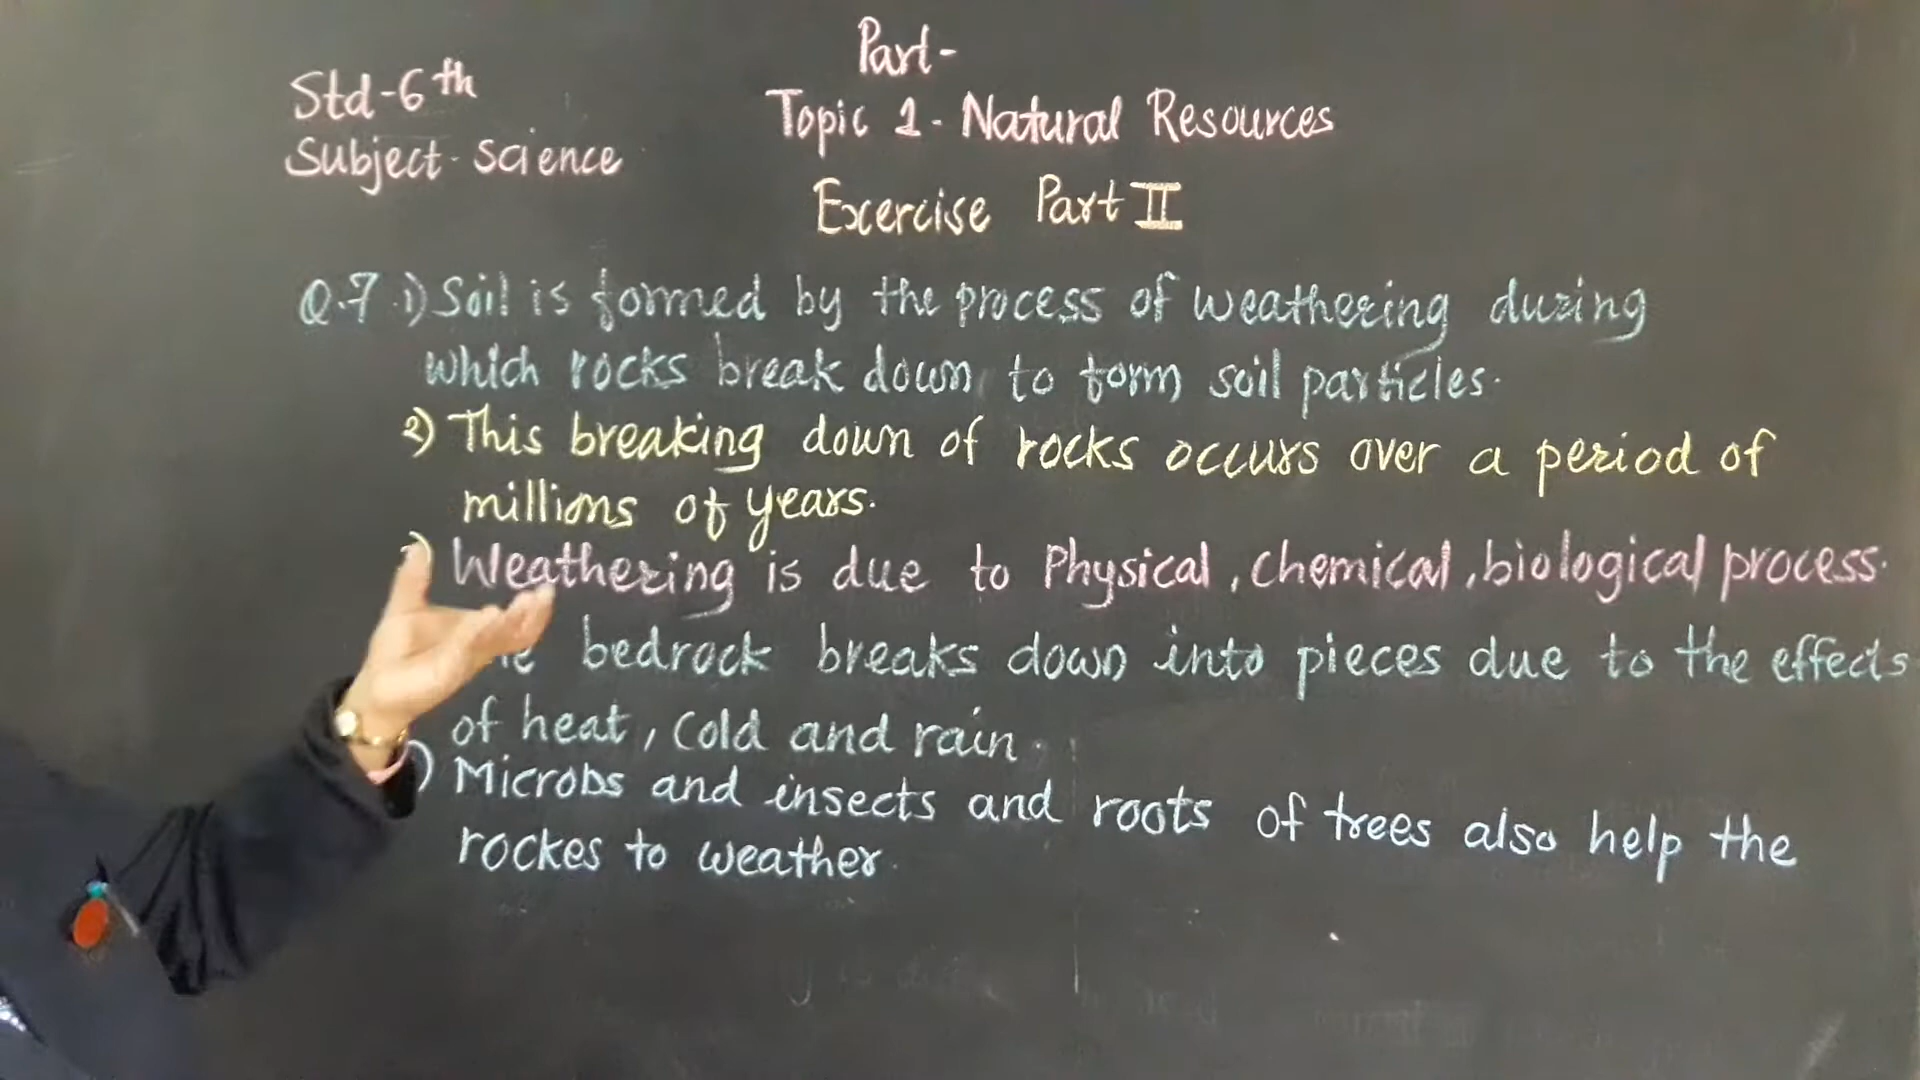 Part-
Std-6th
Topic 1- Natural Resources
Subject- Science
Exercise Part II
Q.7.1) Soil is formed by the process of weathering during
which rocks break down to form soil particles.
2) This breaking down of rocks occurs over a period of
millions of years.
) Weathering is due to Physical, chemical, biological process.
bedrock breaks down into pieces due to the effects
of heat, cold and rain.
) Microbs and insects and roots of trees also help the
rockes to weather.